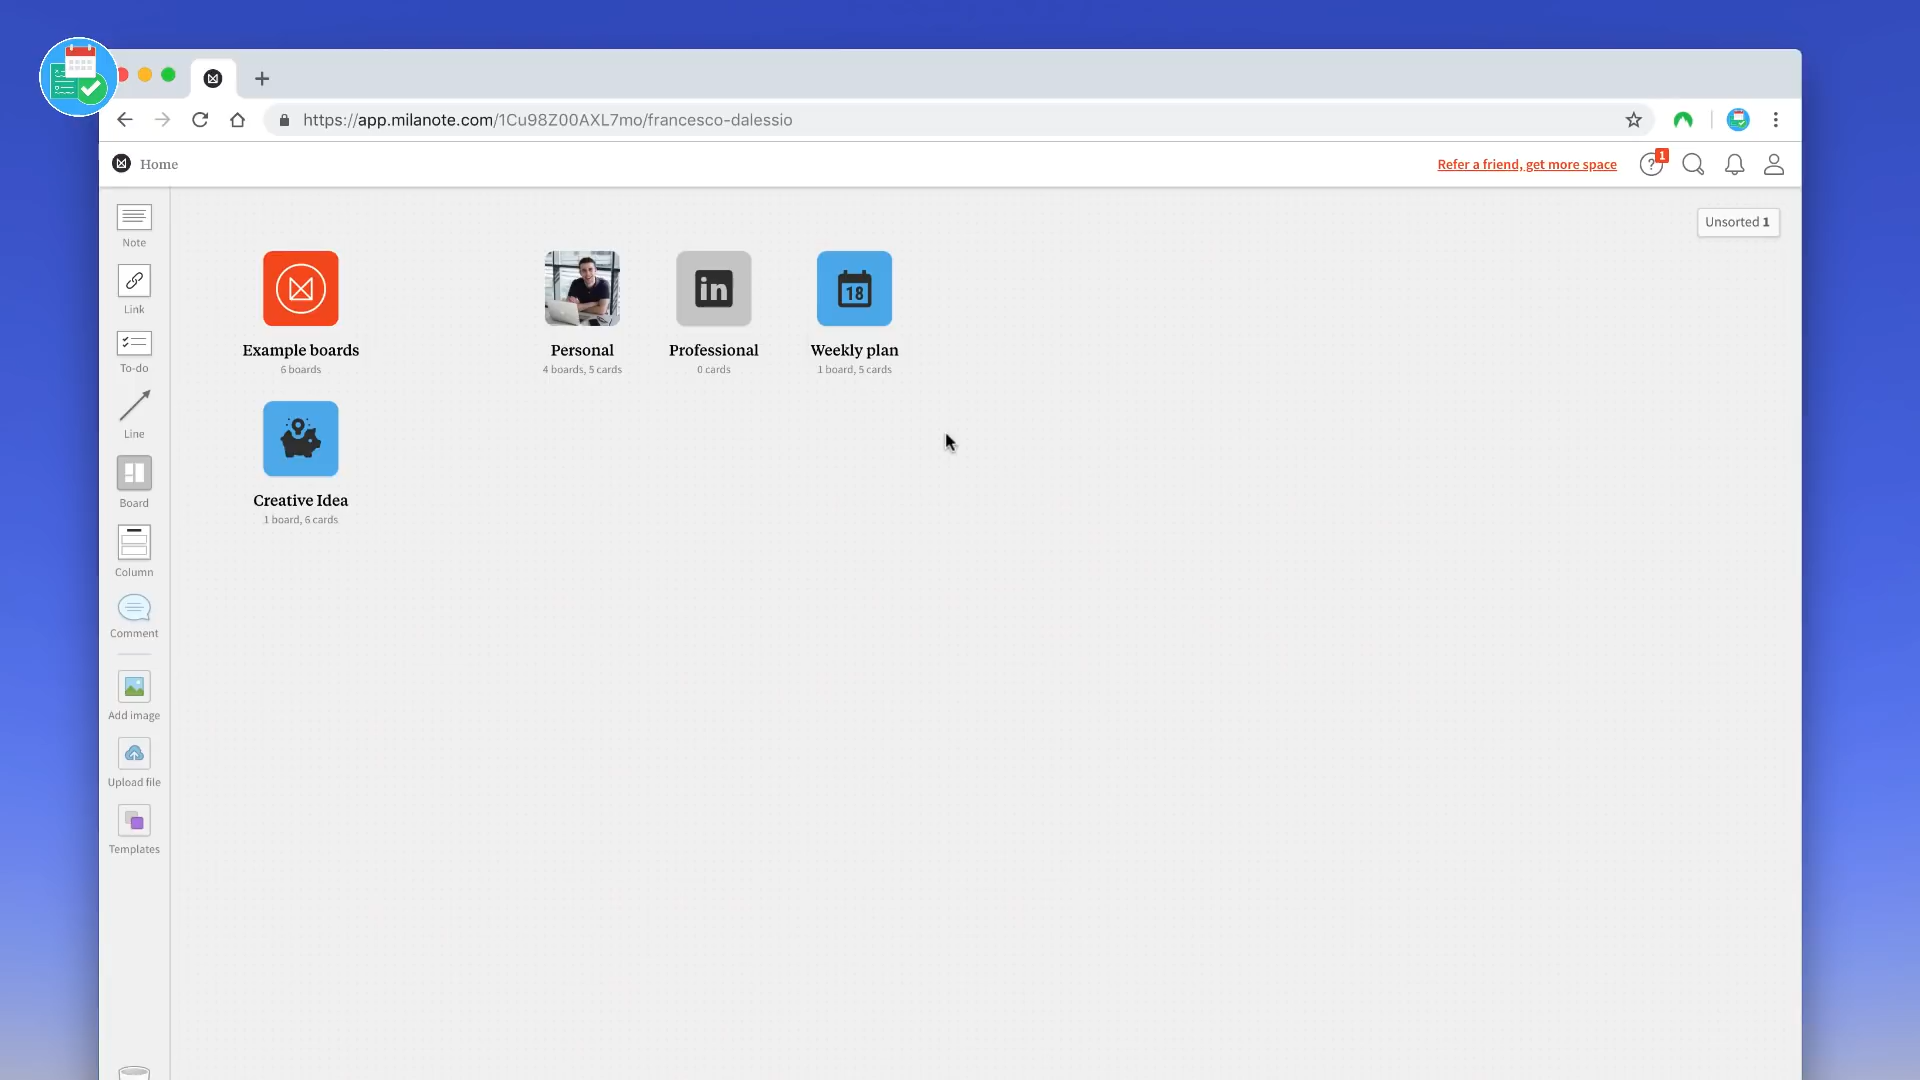 https://app.milanote.com/1Cu98Z00AXL7mo/francesco-dalessio
Home
Refer a friend, get more space
1
Note
Link
To-do
Line
Board
Column
Comment
Add image
Upload file
Templates
Unsorted 1
Example boards
6 boards
Personal
4 boards, 5 cards
in
Professional
0 cards
18
Weekly plan
1 board, 5 cards
Creative Idea
1 board, 6 cards